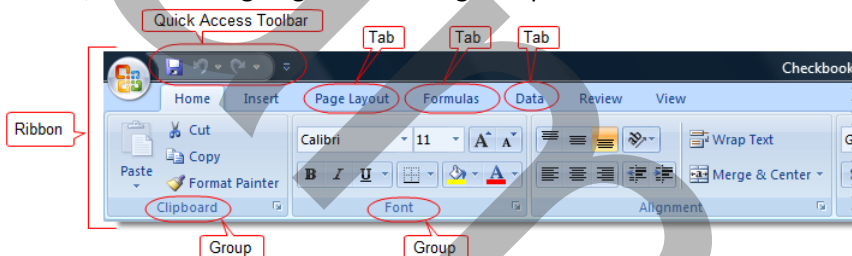 Quick Access Toolbar
Tab Tab Tab
Checkbook
Home Insert Page Layout Formulas Data Review View
Ribbon
Cut
Calibri 11 A A Wrap Text G
Copy
Paste
B I U A Merge & Center
Format Painter
Clipboard Font Alignment
Group Group